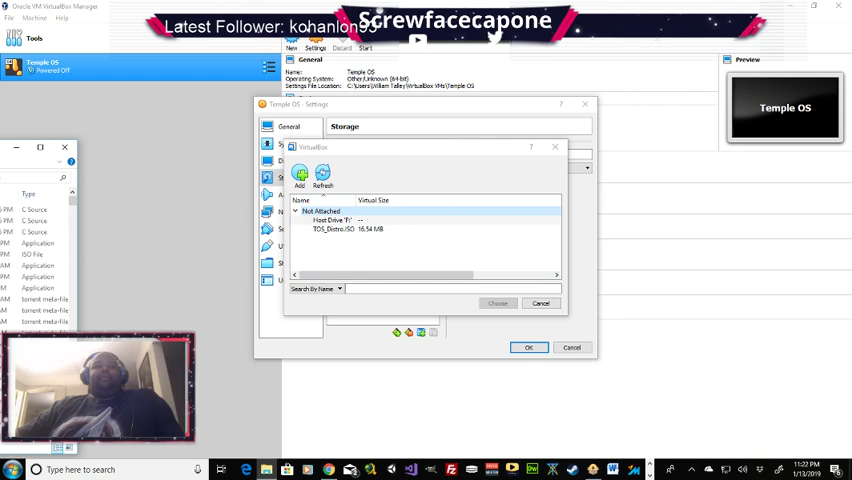 Oracle VM VirtualBox Manager
File Machine Help
Latest Follower: kohanlon93
Screwfacecapone
Tools
New Settings Discard Start
Temple OS
Powered Off
General
Name: Temple OS
Operating System: Other/Unknown (64-bit)
Settings File Location: C:\Users\William Talley\VirtualBox VMs\Temple OS
Preview
Temple OS
Temple OS - Settings
General
Storage
VirtualBox
Add Refresh
Name Virtual Size
Not Attached
Host Drive 'F:' --
TOS_Distro.ISO 16.54 MB
Search By Name
Choose Cancel
OK Cancel
Type
PM C Source
PM C Source
PM C Source
PM Application
PM ISO File
AM Application
PM Application
PM Application
AM torrent meta-file
torrent meta-file
torrent meta-file
Type here to search
11:22 PM
1/13/2019